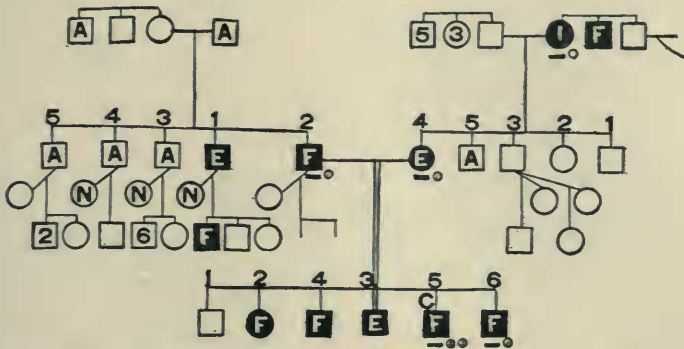 A A 5 3 I F
5 4 3 1 2 4 5 3 2 1
A A A E F E A
N N N
2 6 F
1 2 4 3 5 6
C
F F E F F